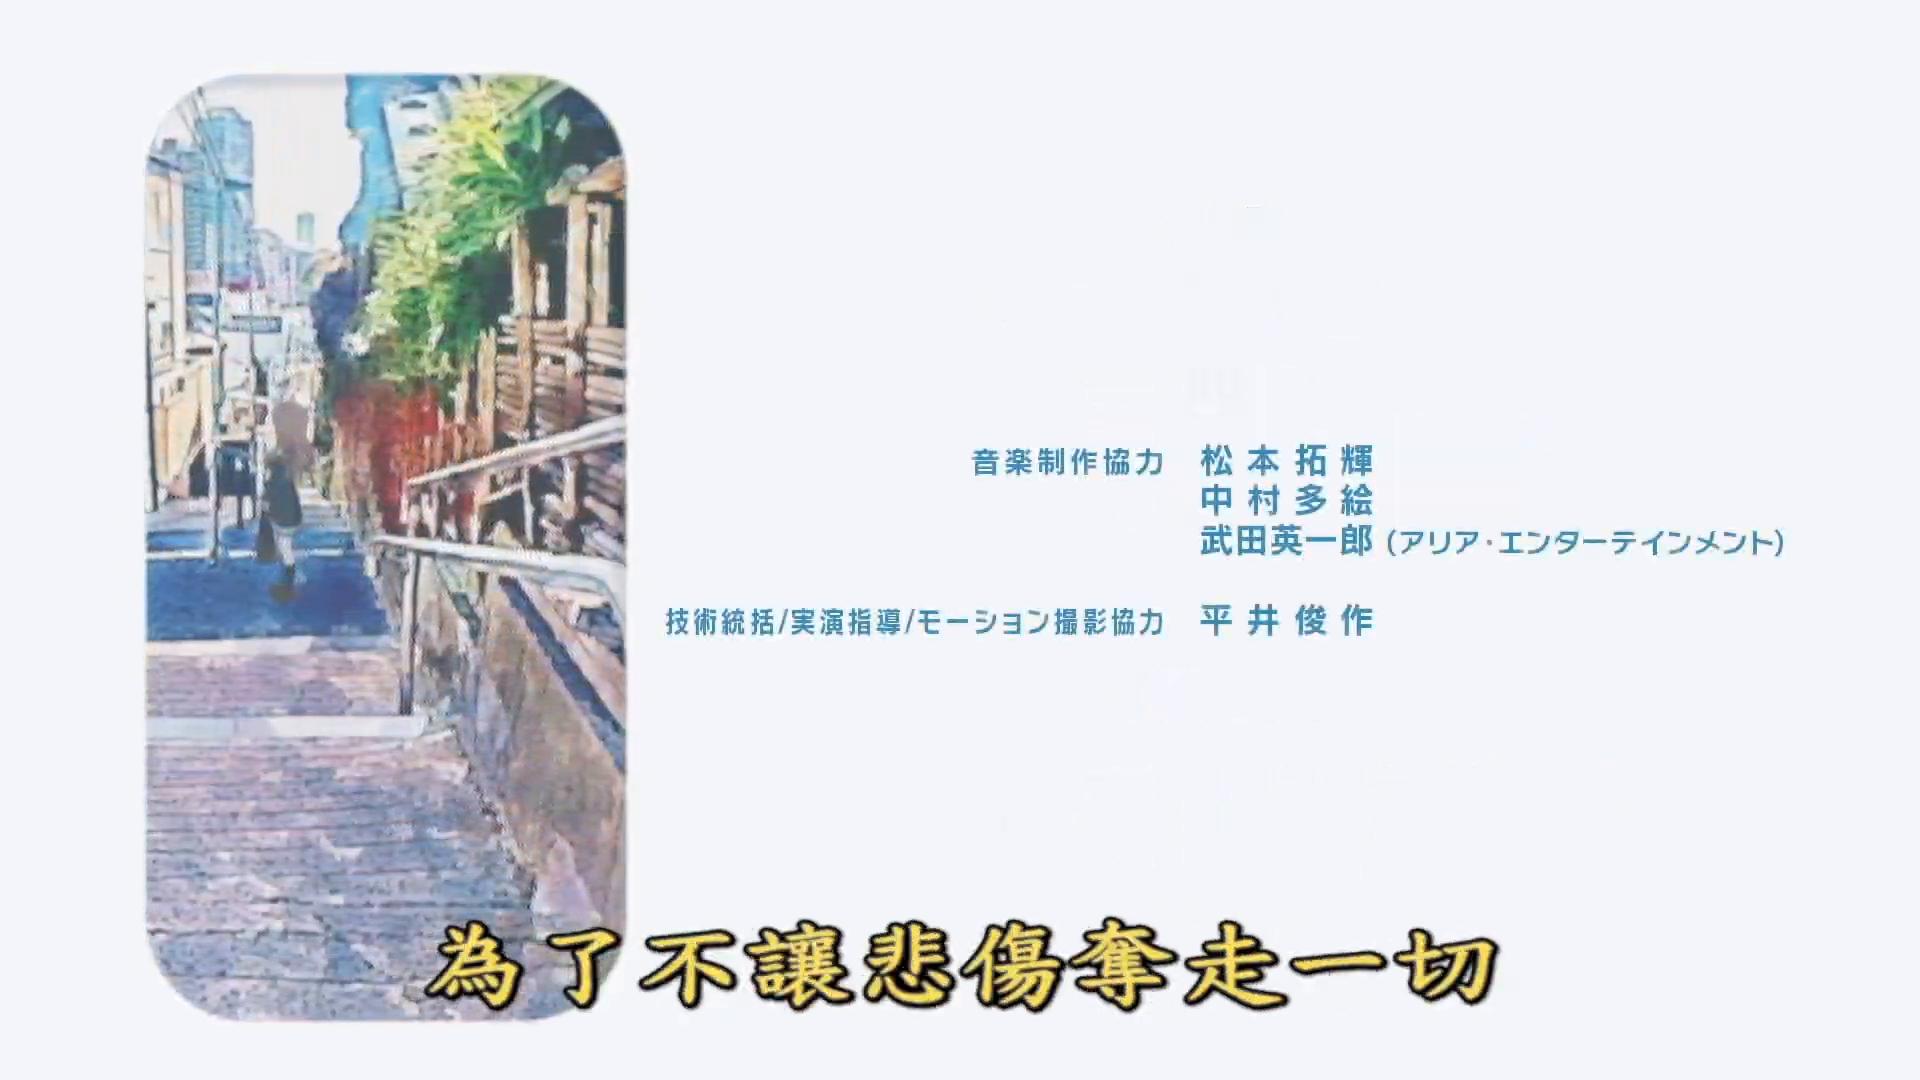 音楽制作協力 松本拓輝
中村多絵
武田英一郎 (アリア・エンターテインメント)
技術統括/実演指導/モーション撮影協力 平井俊作
為了不讓悲傷奪走一切